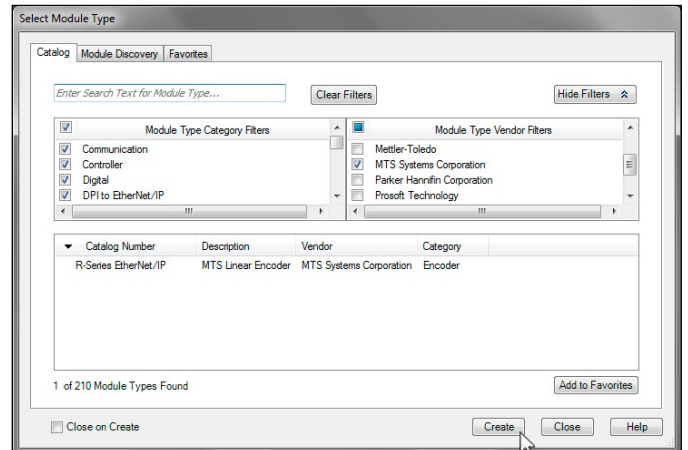 Select Module Type
Catalog Module Discovery Favorites
Enter Search Text for Module Type...
Clear Filters
Hide Filters
Module Type Category Filters
Communication
Controller
Digital
DPI to EtherNet/IP
Module Type Vendor Filters
Mettler-Toledo
MTS Systems Corporation
Parker Hannifin Corporation
Prosoft Technology
Catalog Number Description Vendor Category
R-Series EtherNet/IP MTS Linear Encoder MTS Systems Corporation Encoder
1 of 210 Module Types Found
Add to Favorites
Close on Create
Create Close Help